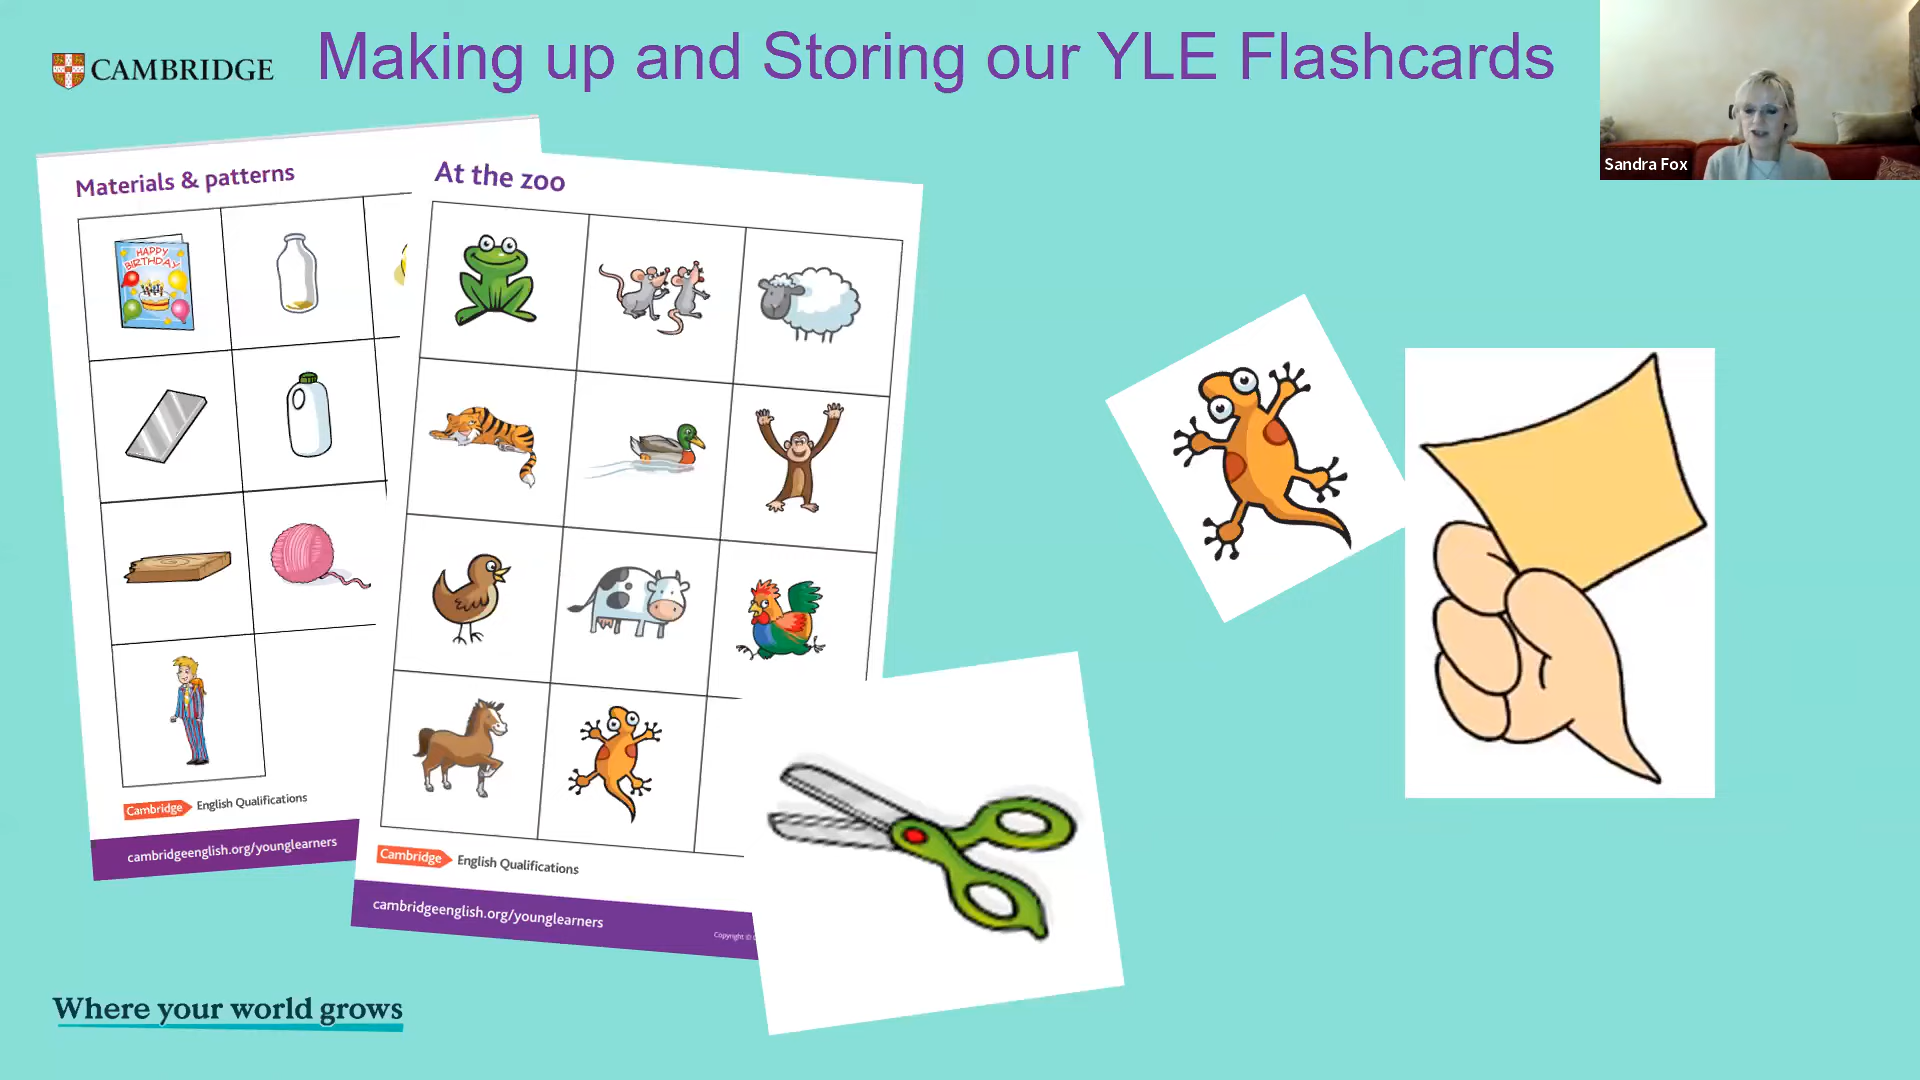 CAMBRIDGE
Making up and Storing our YLE Flashcards
Sandra Fox
Materials & patterns
HAPPY
BIRTHDAY
Cambridge
English Qualifications
cambridgeenglish.org/younglearners
At the zoo
Cambridge
English Qualifications
cambridgeenglish.org/younglearners
Copyright ©
Where your world grows